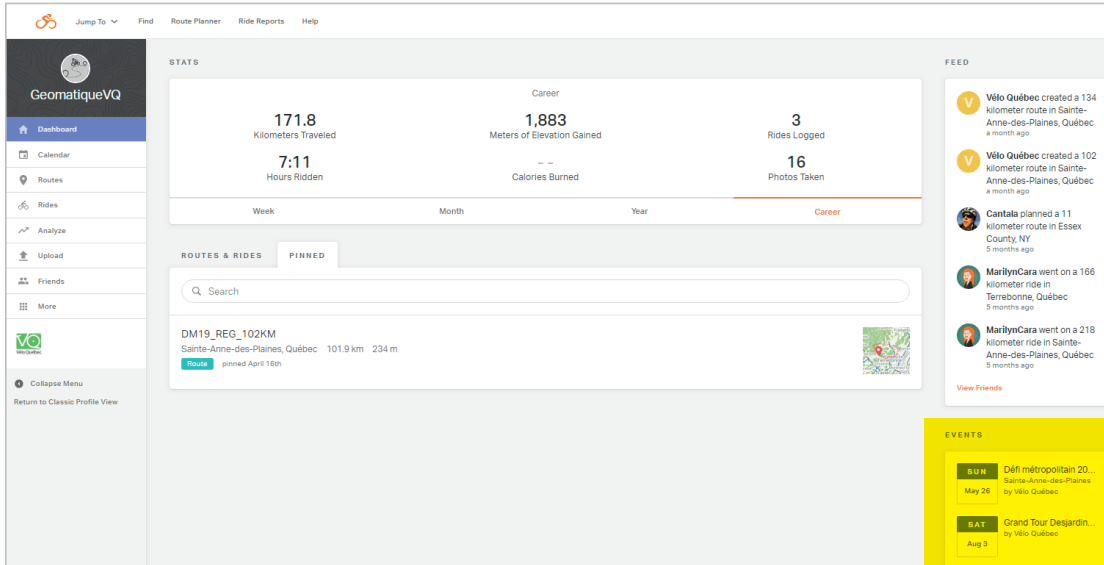 Jump To
Find
Route Planner
Ride Reports
Help
GeomatiqueVQ
Dashboard
Calendar
Routes
Rides
Analyze
Upload
Friends
More
VQ
Vélo Québec
Collapse Menu
Return to Classic Profile View
STATS
Career
171.8
Kilometers Traveled
1,883
Meters of Elevation Gained
3
Rides Logged
7:11
Hours Ridden
– –
Calories Burned
16
Photos Taken
Week
Month
Year
Career
ROUTES & RIDES
PINNED
Search
DM19_REG_102KM
Sainte-Anne-des-Plaines, Québec 101.9 km 234 m
Route pinned April 16th
FEED
V
Vélo Québec created a 134
kilometer route in Sainte-
Anne-des-Plaines, Québec
a month ago
V
Vélo Québec created a 102
kilometer route in Sainte-
Anne-des-Plaines, Québec
a month ago
Cantala planned a 11
kilometer route in Essex
County, NY
5 months ago
MarilynCara went on a 166
kilometer ride in
Terrebonne, Québec
5 months ago
MarilynCara went on a 218
kilometer ride in Sainte-
Anne-des-Plaines, Québec
5 months ago
View Friends
EVENTS
SUN
May 26
Défi métropolitain 20...
Sainte-Anne-des-Plaines
by Vélo Québec
SAT
Aug 3
Grand Tour Desjardin...
by Vélo Québec